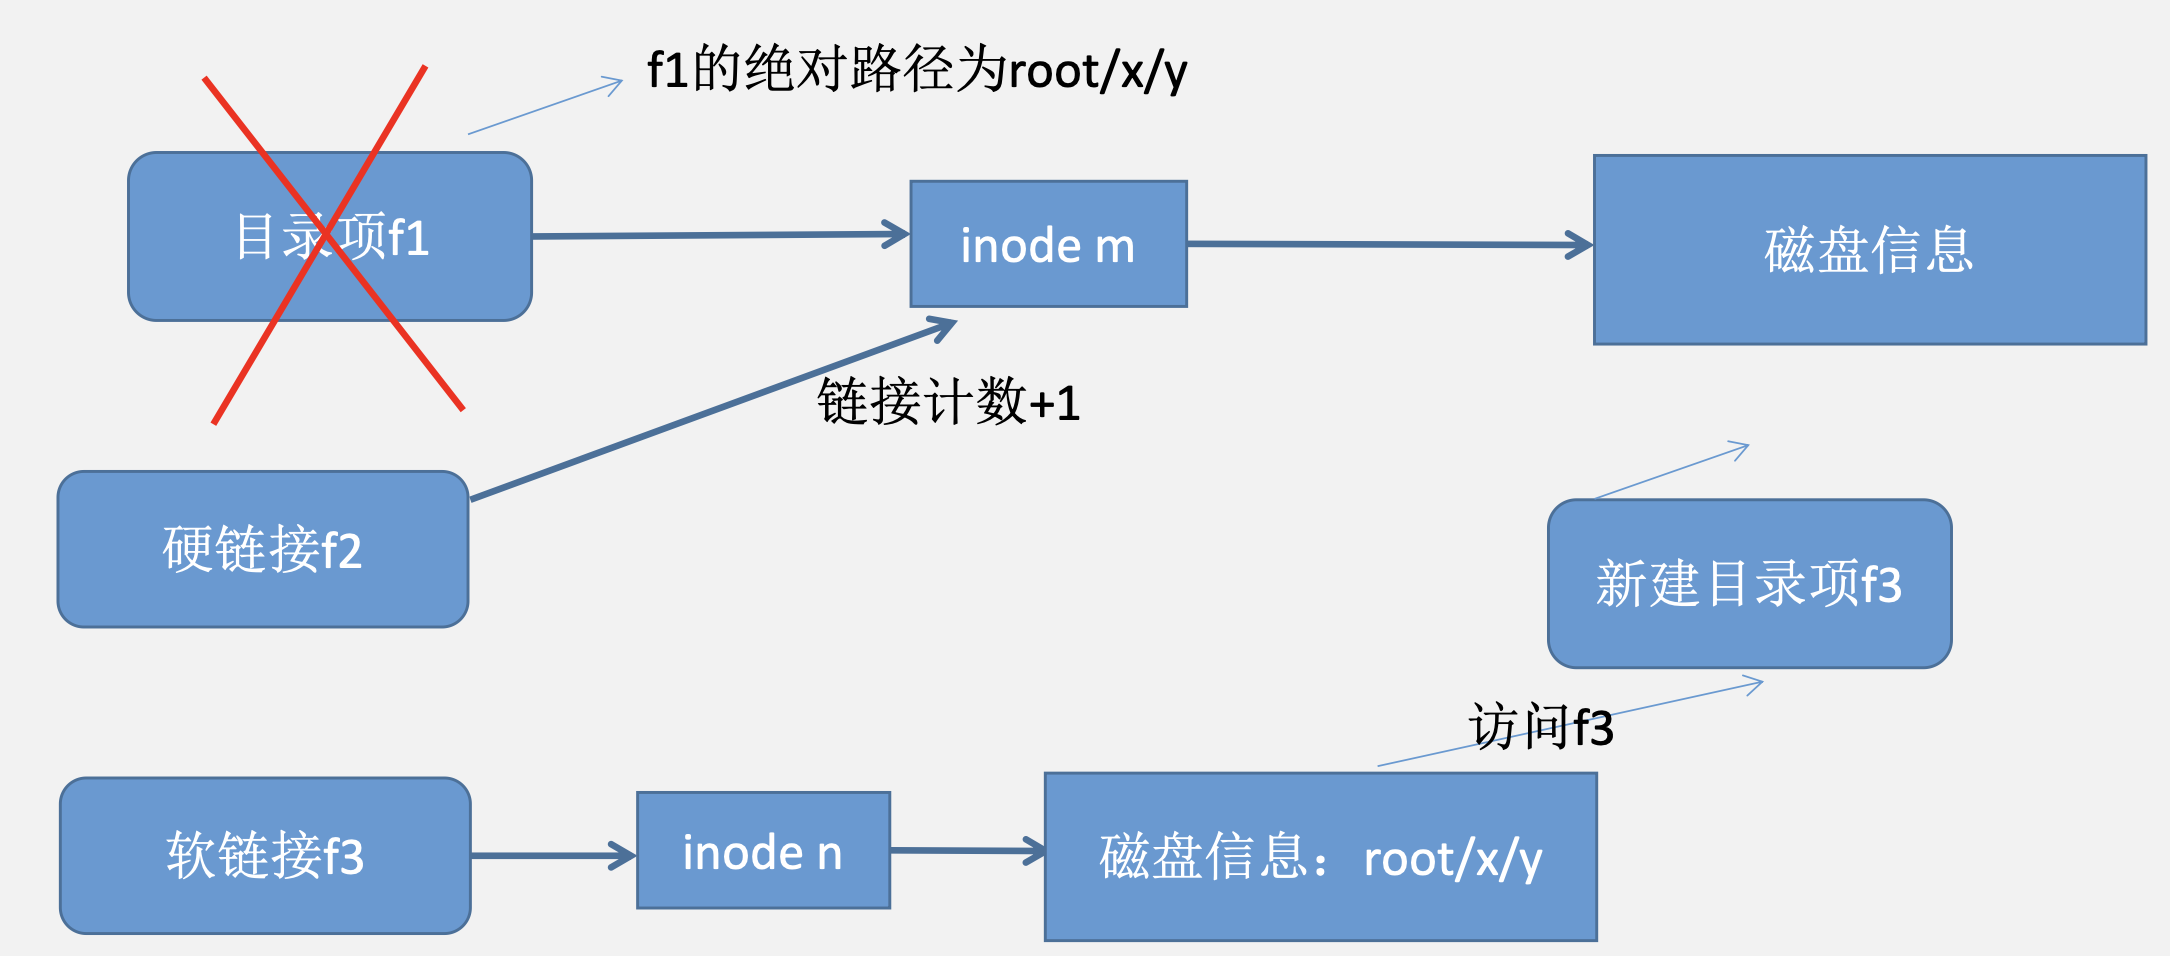 f1的绝对路径为root/x/y
目录项f1
inode m
磁盘信息
链接计数+1
硬链接f2
新建目录项f3
访问f3
软链接f3
inode n
磁盘信息：root/x/y